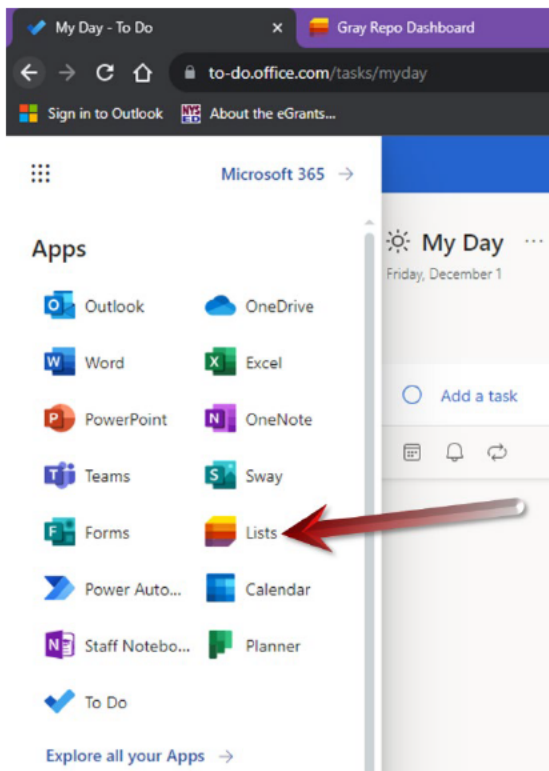 My Day - To Do
Gray Repo Dashboard
to-do.office.com/tasks/myday
Sign in to Outlook
NYS ED
About the eGrants...
Microsoft 365 →
Apps
Outlook
OneDrive
Word
Excel
PowerPoint
OneNote
Teams
Sway
Forms
Lists
Power Auto...
Calendar
Staff Notebo...
Planner
To Do
Explore all your Apps →
My Day ...
Friday, December 1
Add a task